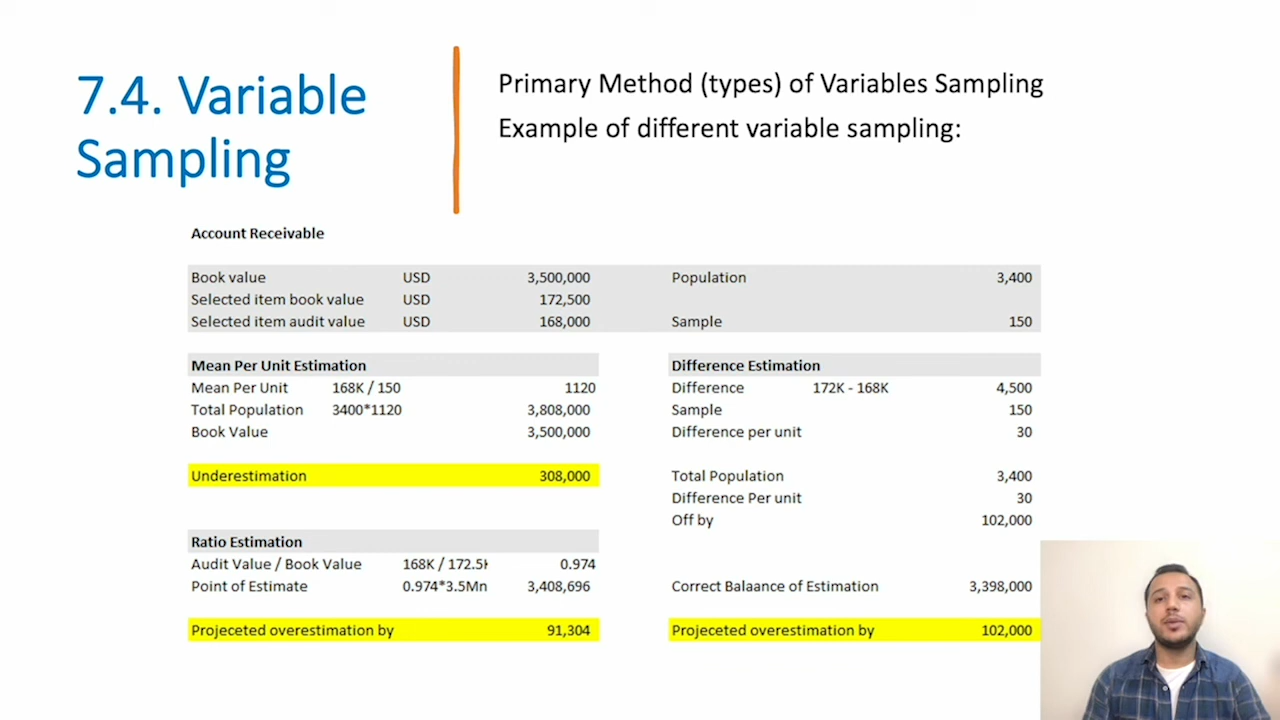 7.4. Variable
Sampling
Primary Method (types) of Variables Sampling
Example of different variable sampling:
Account Receivable
Book value USD 3,500,000 Population 3,400
Selected item book value USD 172,500
Selected item audit value USD 168,000 Sample 150
Mean Per Unit Estimation
Mean Per Unit 168K / 150 1120
Total Population 3400*1120 3,808,000
Book Value 3,500,000
Underestimation 308,000
Difference Estimation
Difference 172K - 168K 4,500
Sample 150
Difference per unit 30
Total Population 3,400
Difference Per unit 30
Off by 102,000
Correct Balaance of Estimation 3,398,000
Projeceted overestimation by 102,000
Ratio Estimation
Audit Value / Book Value 168K / 172.5K 0.974
Point of Estimate 0.974*3.5Mn 3,408,696
Projeceted overestimation by 91,304